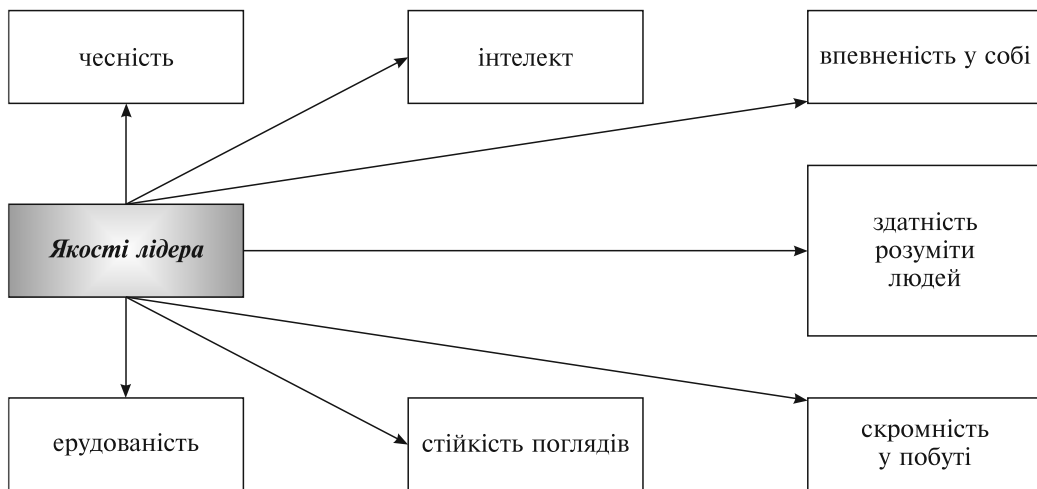 чесність
інтелект
впевненість у собі
Якості лідера
здатність
розуміти
людей
ерудованість
стійкість поглядів
скромність
у побуті